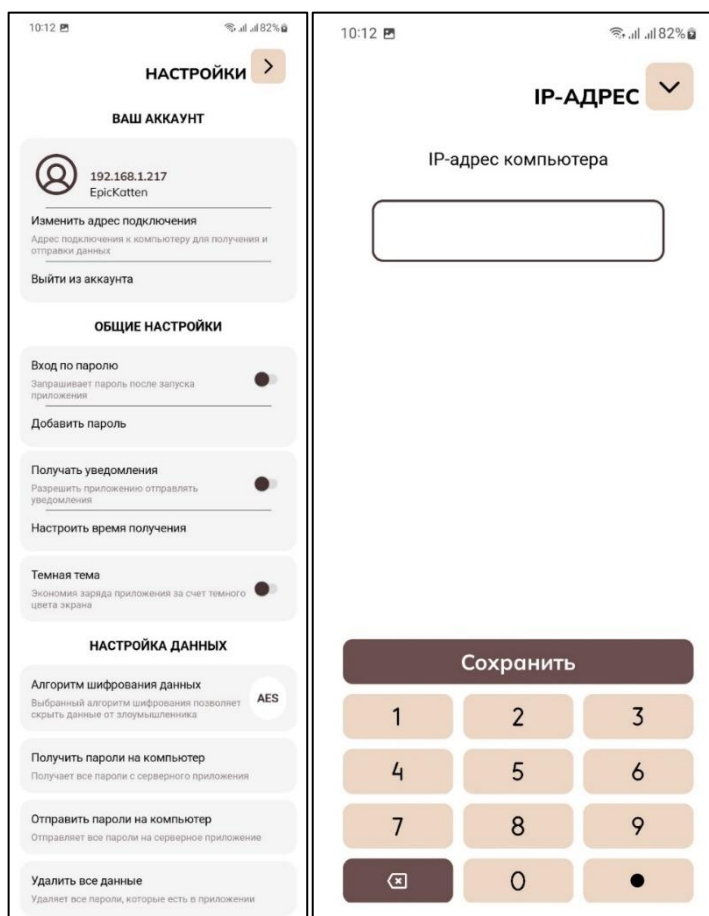 10:12 82%
НАСТРОЙКИ
ВАШ АККАУНТ
192.168.1.217
EpicKatten
Изменить адрес подключения
Адрес подключения к компьютеру для получения и
отправки данных
Выйти из аккаунта
ОБЩИЕ НАСТРОЙКИ
Вход по паролю
Запрашивает пароль после запуска
приложения
Добавить пароль
Получать уведомления
Разрешить приложению отправлять
уведомления
Настроить время получения
Темная тема
Экономия заряда приложения за счет темного
цвета экрана
НАСТРОЙКА ДАННЫХ
Алгоритм шифрования данных
Выбранный алгоритм шифрования позволяет
скрыть данные от злоумышленника
AES
Получить пароли на компьютер
Получает все пароли с серверного приложения
Отправить пароли на компьютер
Отправляет все пароли на серверное приложение
Удалить все данные
Удаляет все пароли, которые есть в приложении
10:12 82%
IP-АДРЕС
IP-адрес компьютера
Сохранить
1 2 3
4 5 6
7 8 9
0